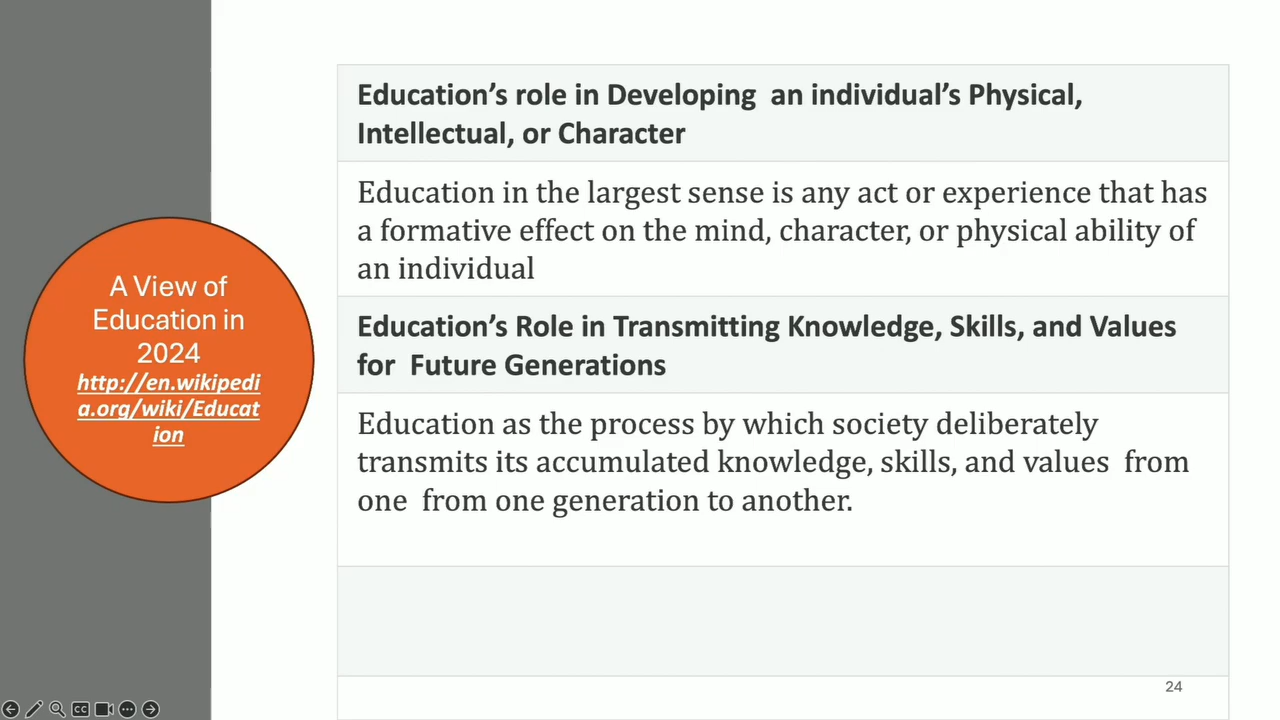 A View of
Education in
2024
http://en.wikipedi
a.org/wiki/Educat
ion
Education’s role in Developing  an individual’s Physical,
Intellectual, or Character
Education in the largest sense is any act or experience that has
a formative effect on the mind, character, or physical ability of
an individual
Education’s Role in Transmitting Knowledge, Skills, and Values
for  Future Generations
Education as the process by which society deliberately
transmits its accumulated knowledge, skills, and values  from
one  from one generation to another.
24
CC